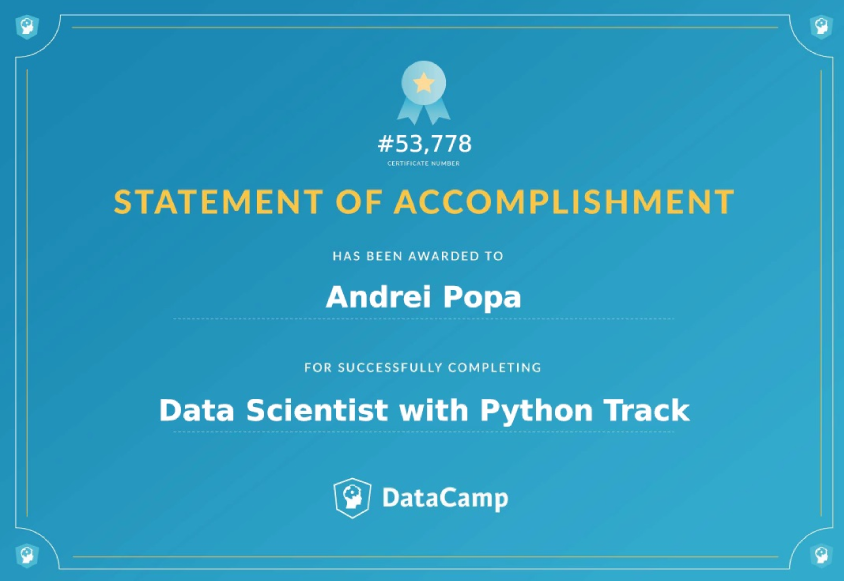 #53,778
CERTIFICATE NUMBER
STATEMENT OF ACCOMPLISHMENT
HAS BEEN AWARDED TO
Andrei Popa
FOR SUCCESSFULLY COMPLETING
Data Scientist with Python Track
DataCamp